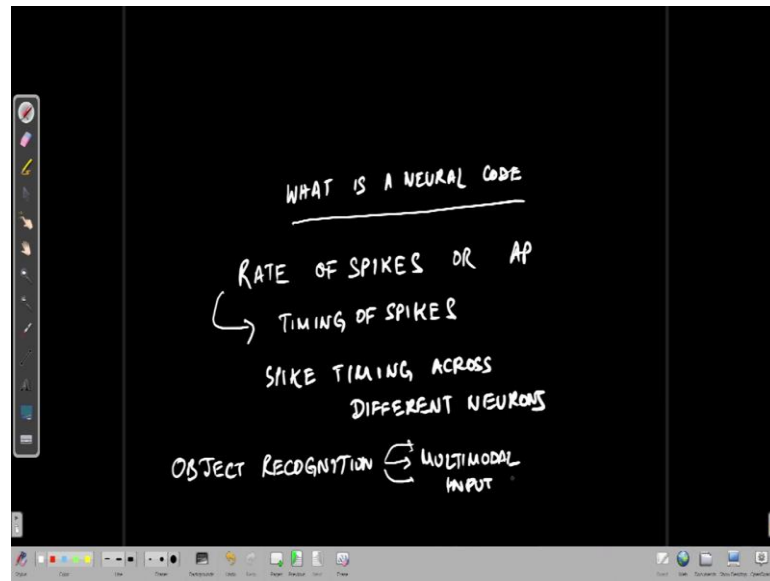 WHAT IS A NEURAL CODE
RATE OF SPIKES OR AP
TIMING OF SPIKES
SPIKE TIMING ACROSS
DIFFERENT NEURONS
OBJECT RECOGNITION MULTIMODAL
INPUT